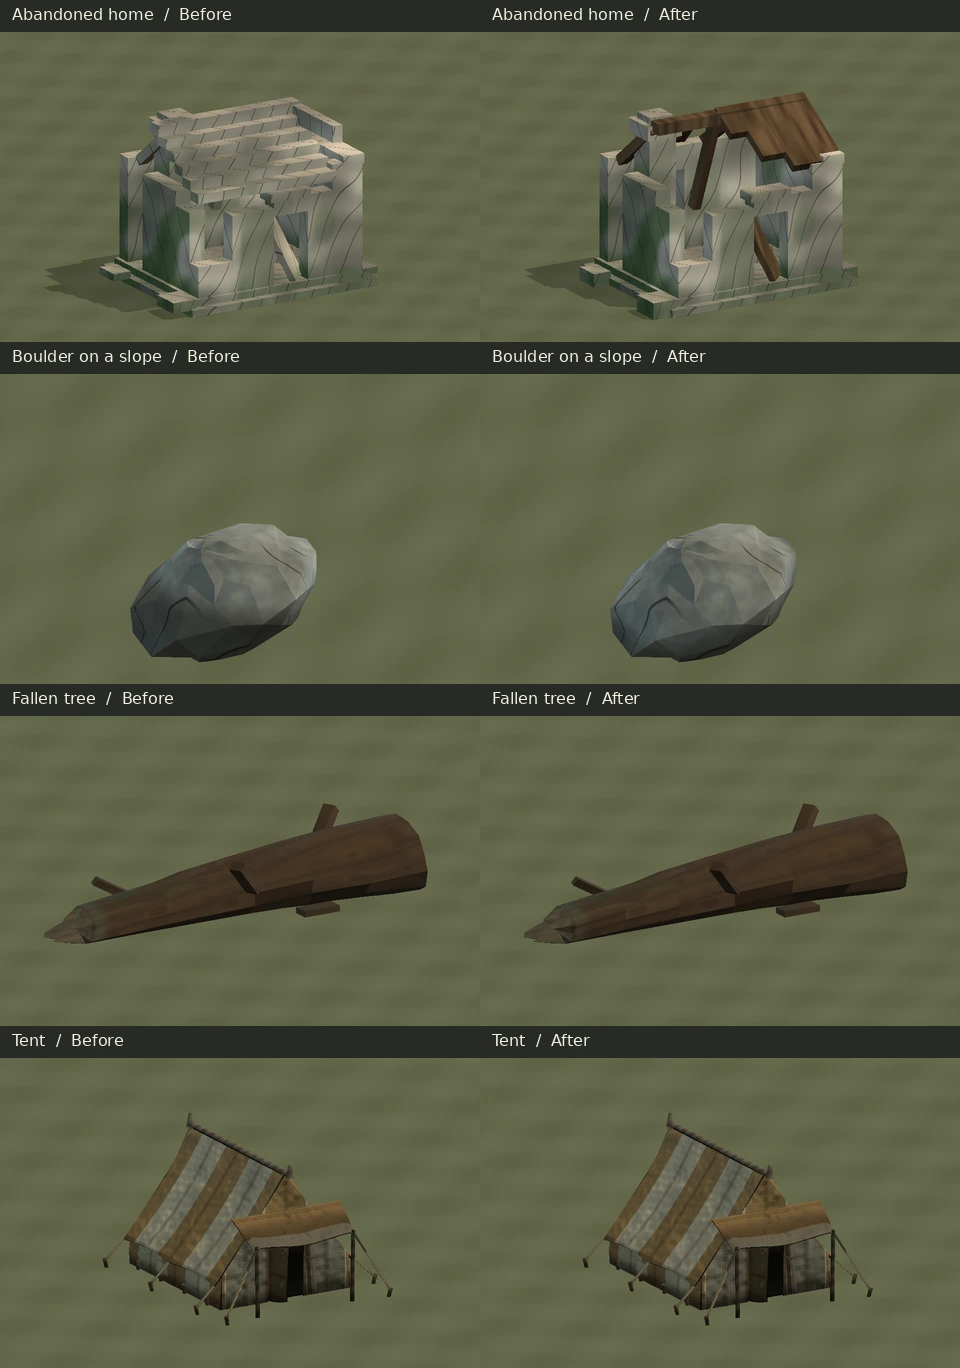 Abandoned home / Before
Abandoned home / After
Boulder on a slope / Before
Boulder on a slope / After
Fallen tree / Before
Fallen tree / After
Tent / Before
Tent / After